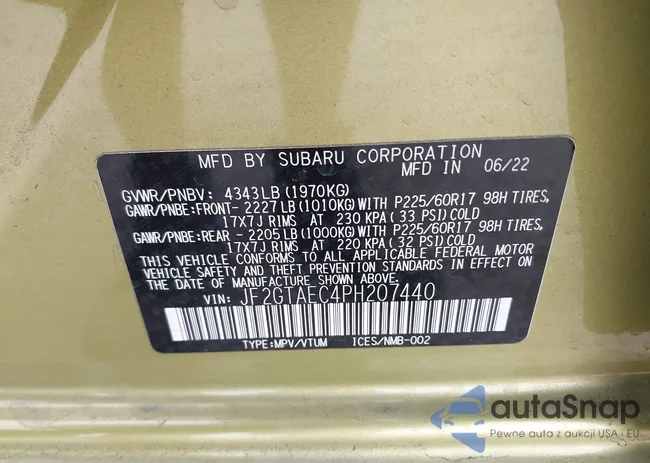 MFD BY SUBARU CORPORATION
MFD IN 06/22
GVWR/PNBV: 4343LB (1970KG)
GAWR/PNBE:FRONT- 2227LB (1010KG) WITH P225/60R17 98H TIRES,
17X7J RIMS AT 230 KPA ( 33 PSI) COLD
GAWR/PNBE:REAR - 2205LB (1000KG) WITH P225/60R17 98H TIRES,
17X7J RIMS AT 220 KPA ( 32 PSI) COLD
THIS VEHICLE CONFORMS TO ALL APPLICABLE FEDERAL MOTOR
VEHICLE SAFETY AND THEFT PREVENTION STANDARDS IN EFFECT ON
THE DATE OF MANUFACTURE SHOWN ABOVE.
VIN: JF2GTAEC4PH207440
TYPE:MPV/VTUM ICES/NMB-002
autaSnap
Pewne auta z aukcji USA i EU